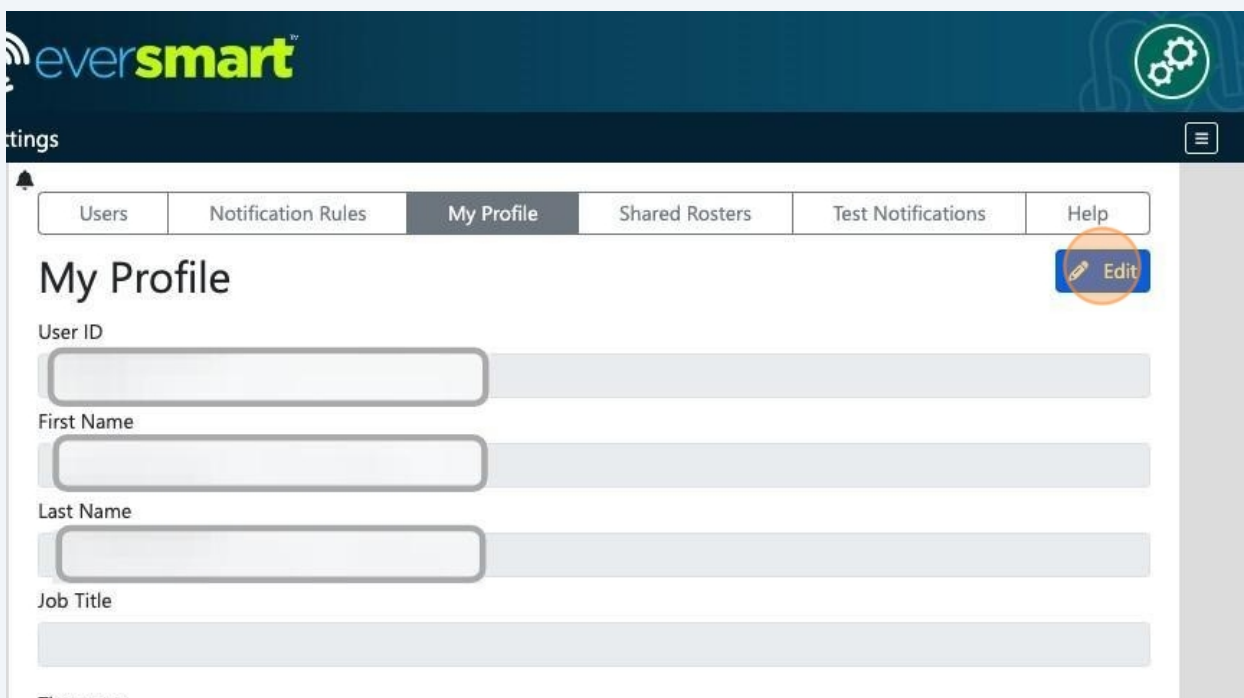 eversmart
ttings
Users Notification Rules My Profile Shared Rosters Test Notifications Help
My Profile
Edit
User ID
First Name
Last Name
Job Title